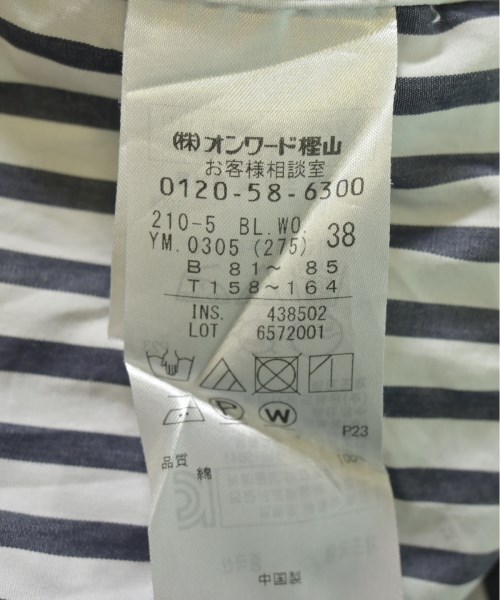 (株)オンワード樫山
お客様相談室
0120-58-6300
210-5 BL.WO. 38
YM.0305(275)
B 81〜 85
T158〜164
INS. 438502
LOT 6572001
P W
P23
品質 綿 100%
中国製